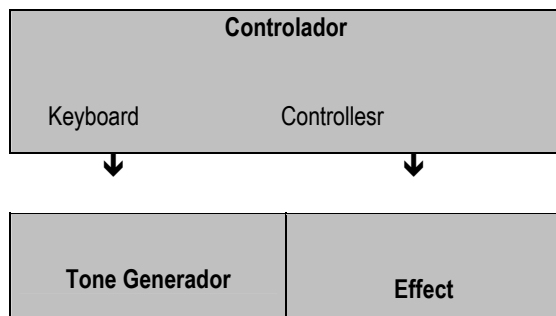 Controlador
Keyboard Controllesr
Tone Generador
Effect